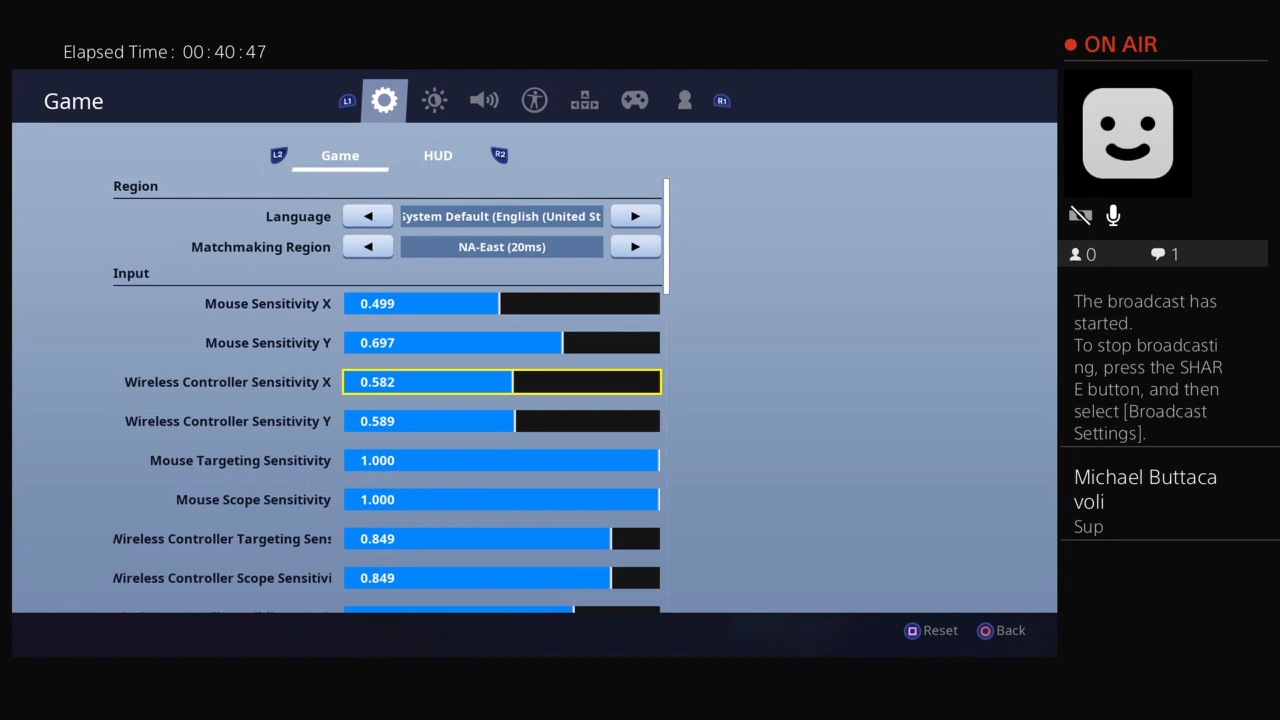 Elapsed Time: 00:40:47
ON AIR
Game
L1
R1
L2
Game
HUD
R2
Region
Language
System Default (English (United St
Matchmaking Region
NA-East (20ms)
Input
Mouse Sensitivity X
0.499
Mouse Sensitivity Y
0.697
Wireless Controller Sensitivity X
0.582
Wireless Controller Sensitivity Y
0.589
Mouse Targeting Sensitivity
1.000
Mouse Scope Sensitivity
1.000
Wireless Controller Targeting Sens
0.849
Wireless Controller Scope Sensitivi
0.849
Reset
Back
0
1
The broadcast has
started.
To stop broadcasti
ng, press the SHAR
E button, and then
select [Broadcast
Settings].
Michael Buttaca
voli
Sup